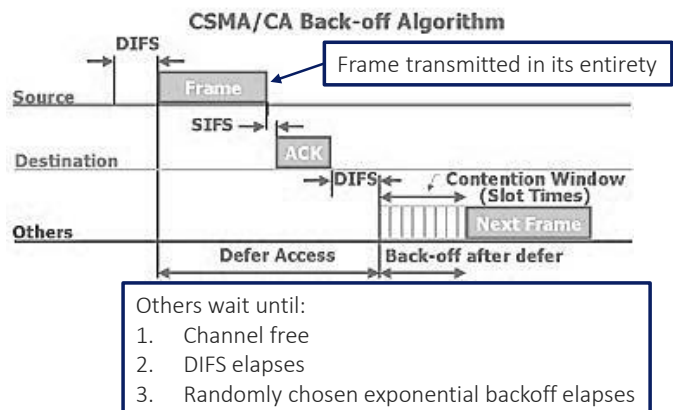 CSMA/CA Back-off Algorithm
DIFS
Frame transmitted in its entirety
Frame
Source
SIFS
ACK
Destination
DIFS
Contention Window
(Slot Times)
Next Frame
Others
Defer Access
Back-off after defer
Others wait until:
1. Channel free
2. DIFS elapses
3. Randomly chosen exponential backoff elapses